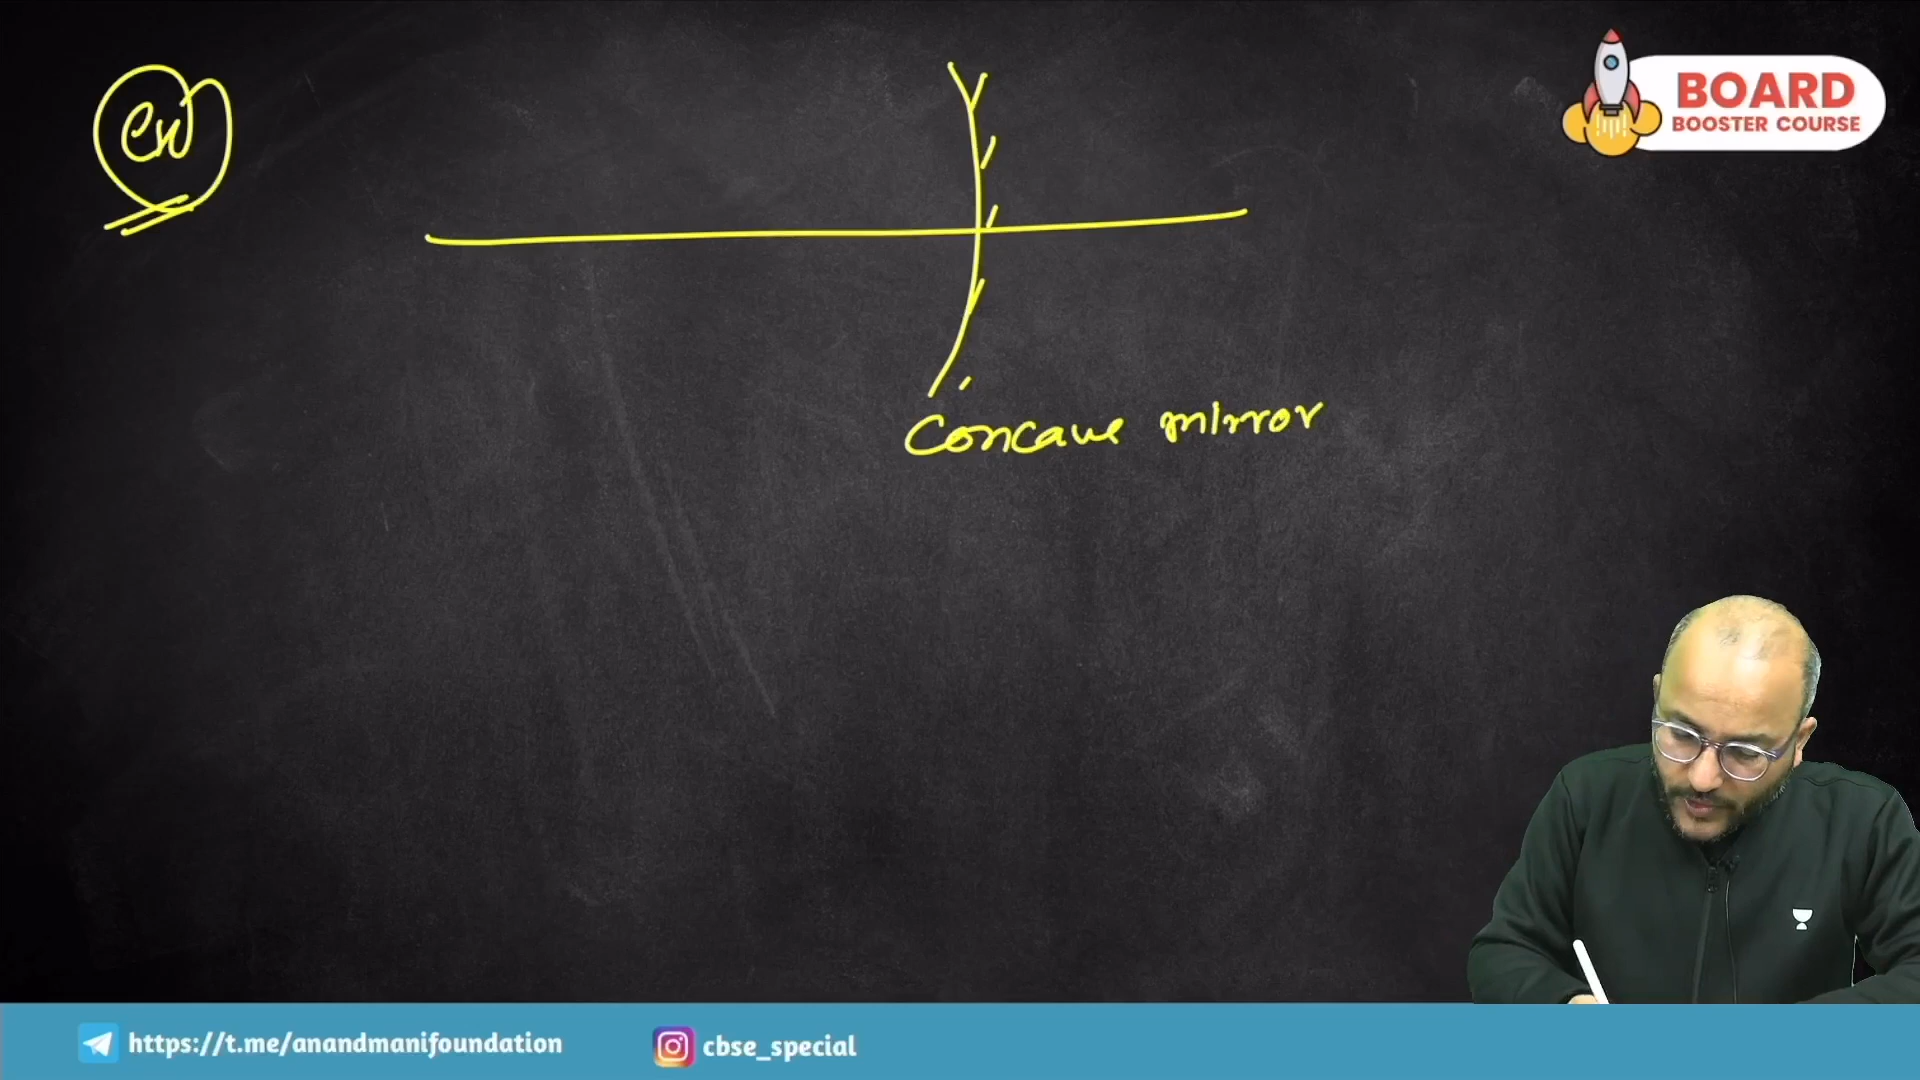 CW
BOARD
BOOSTER COURSE
Concave mirror
https://t.me/anandmanifoundation
cbse_special